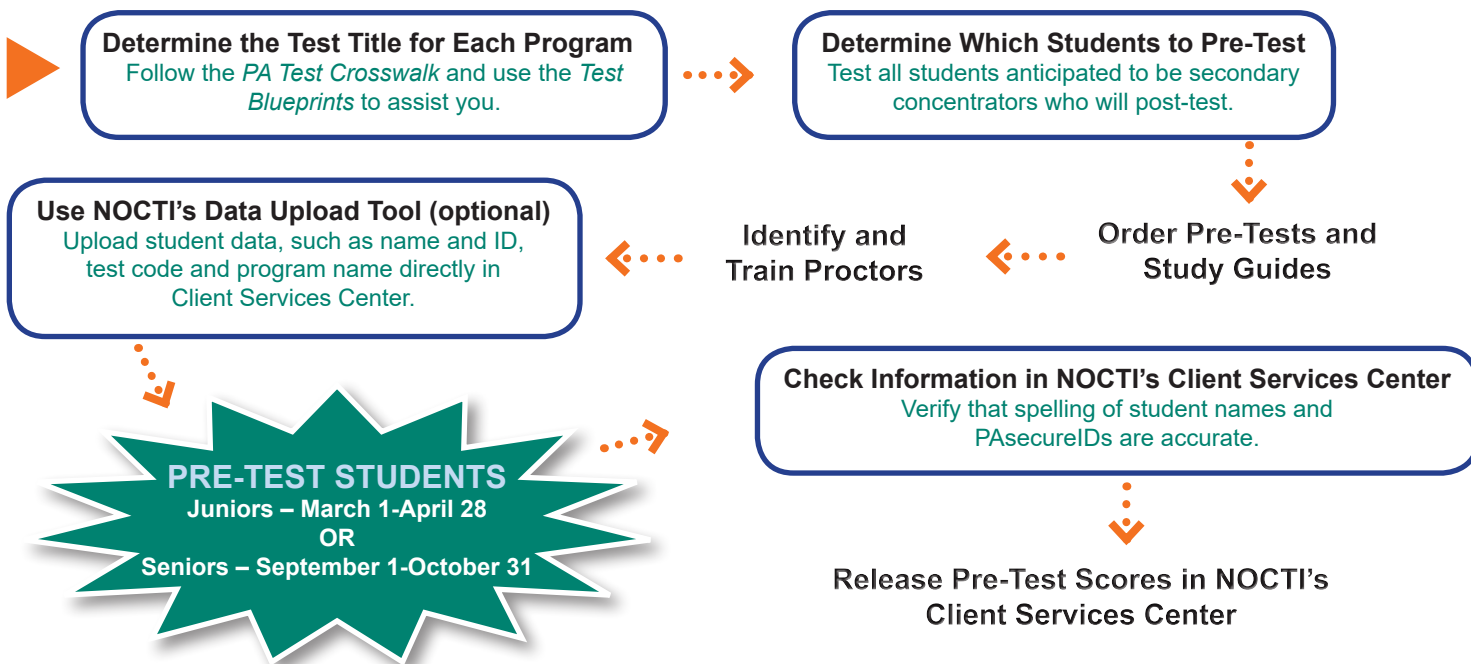 Determine the Test Title for Each Program
Follow the PA Test Crosswalk and use the Test
Blueprints to assist you.
Determine Which Students to Pre-Test
Test all students anticipated to be secondary
concentrators who will post-test.
Order Pre-Tests and
Study Guides
Identify and
Train Proctors
Use NOCTI’s Data Upload Tool (optional)
Upload student data, such as name and ID,
test code and program name directly in
Client Services Center.
PRE-TEST STUDENTS
Juniors – March 1-April 28
OR
Seniors – September 1-October 31
Check Information in NOCTI’s Client Services Center
Verify that spelling of student names and
PAsecureIDs are accurate.
Release Pre-Test Scores in NOCTI’s
Client Services Center